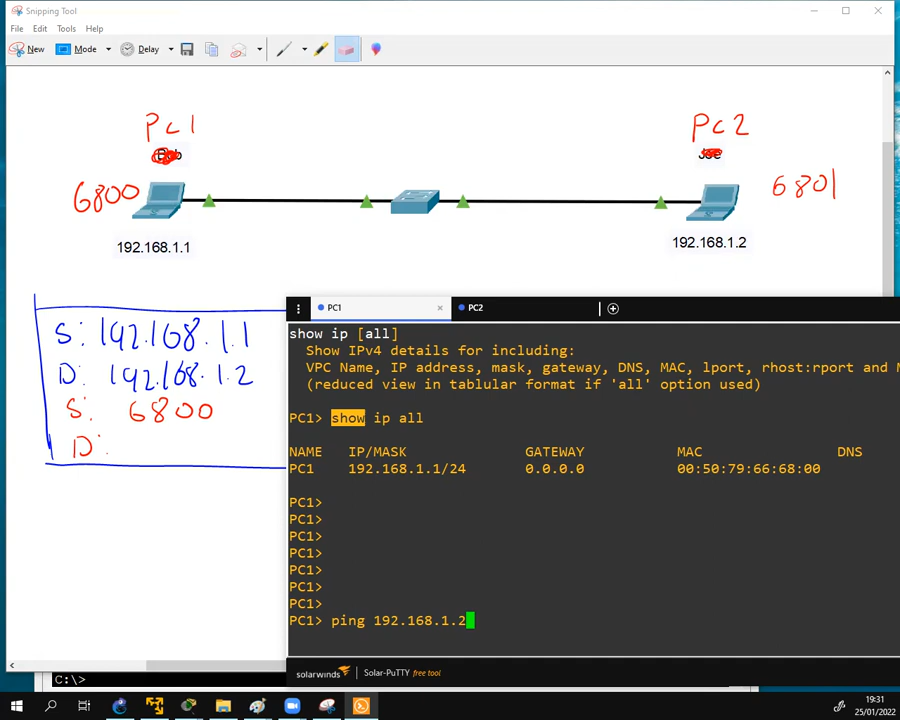 Snipping Tool
File Edit Tools Help
New Mode Delay
Pc 1
Pc 2
6800
6801
192.168.1.1
192.168.1.2
S: 192.168.1.1
D: 192.168.1.2
S: 6800
D:
PC1 PC2
show ip [all]
Show IPv4 details for including:
VPC Name, IP address, mask, gateway, DNS, MAC, lport, rhost:rport and M
(reduced view in tablular format if 'all' option used)
PC1> show ip all
NAME IP/MASK GATEWAY MAC DNS
PC1 192.168.1.1/24 0.0.0.0 00:50:79:66:68:00
PC1>
PC1>
PC1>
PC1>
PC1>
PC1>
PC1>
PC1> ping 192.168.1.2
solarwinds Solar-PuTTY free tool
C:\>
19:31
25/01/2022